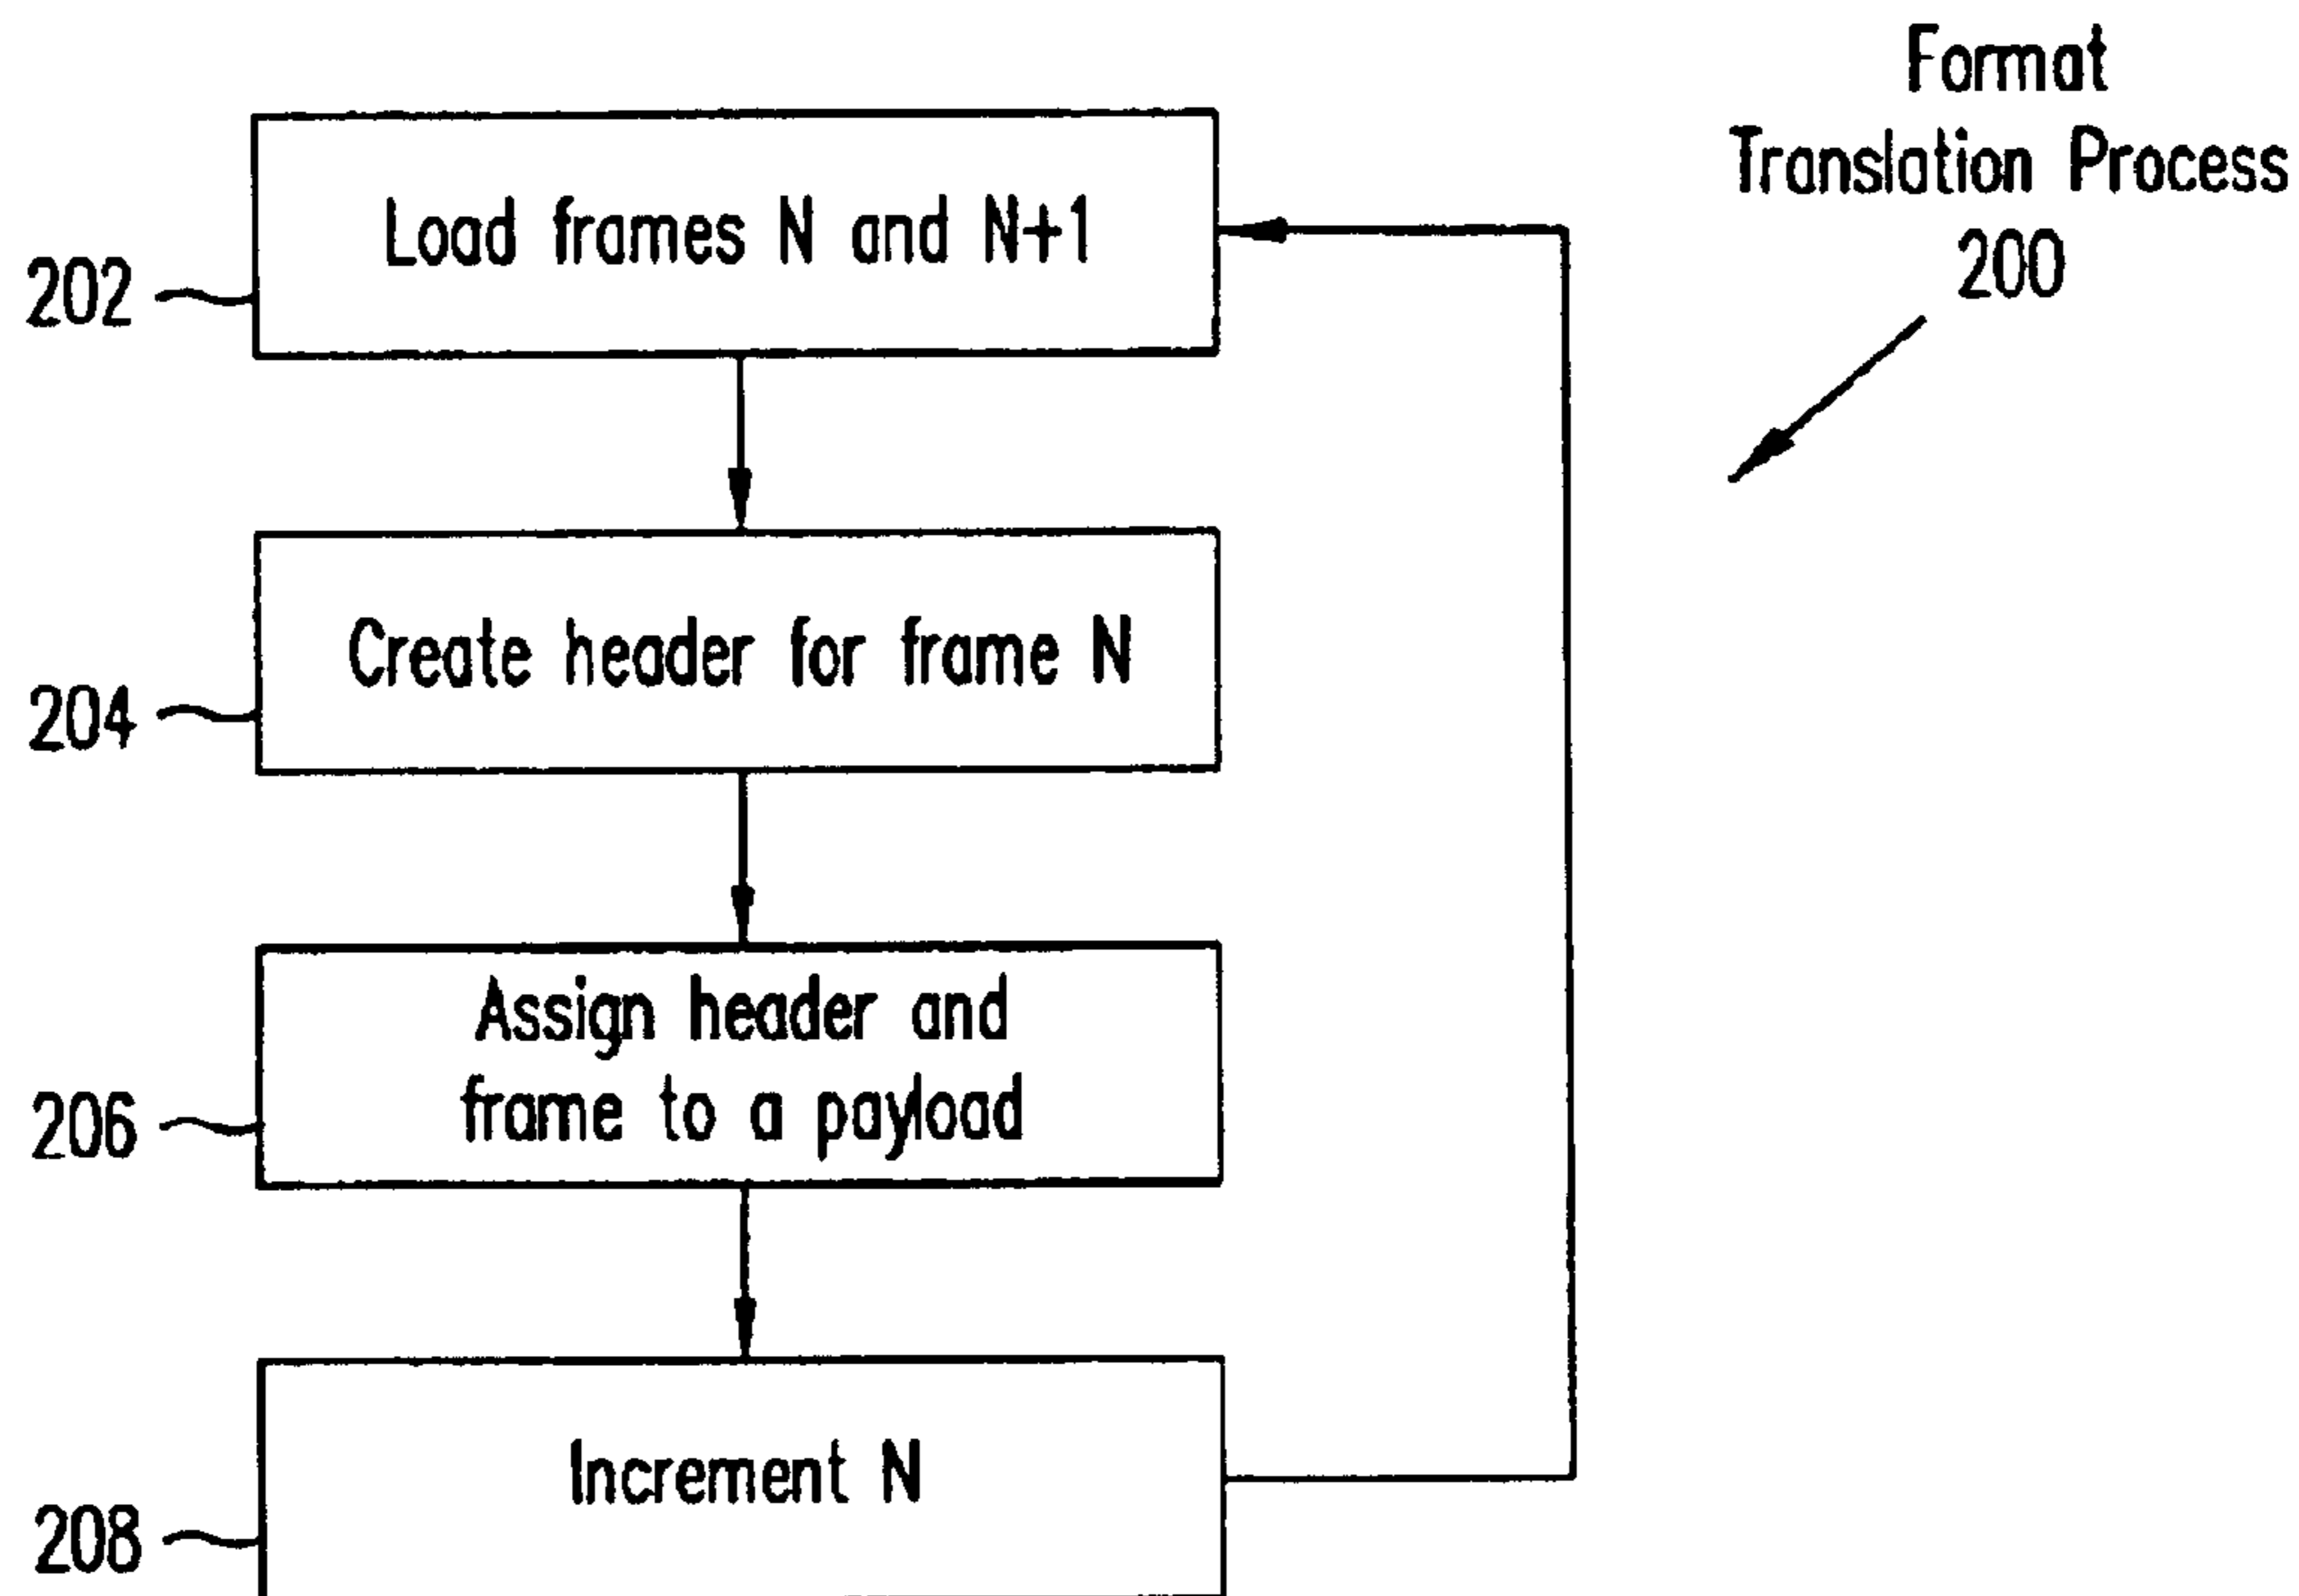 Format
Translation Process
200
Load frames N and N+1
202
Create header for frame N
204
Assign header and
frame to a payload
206
Increment N
208